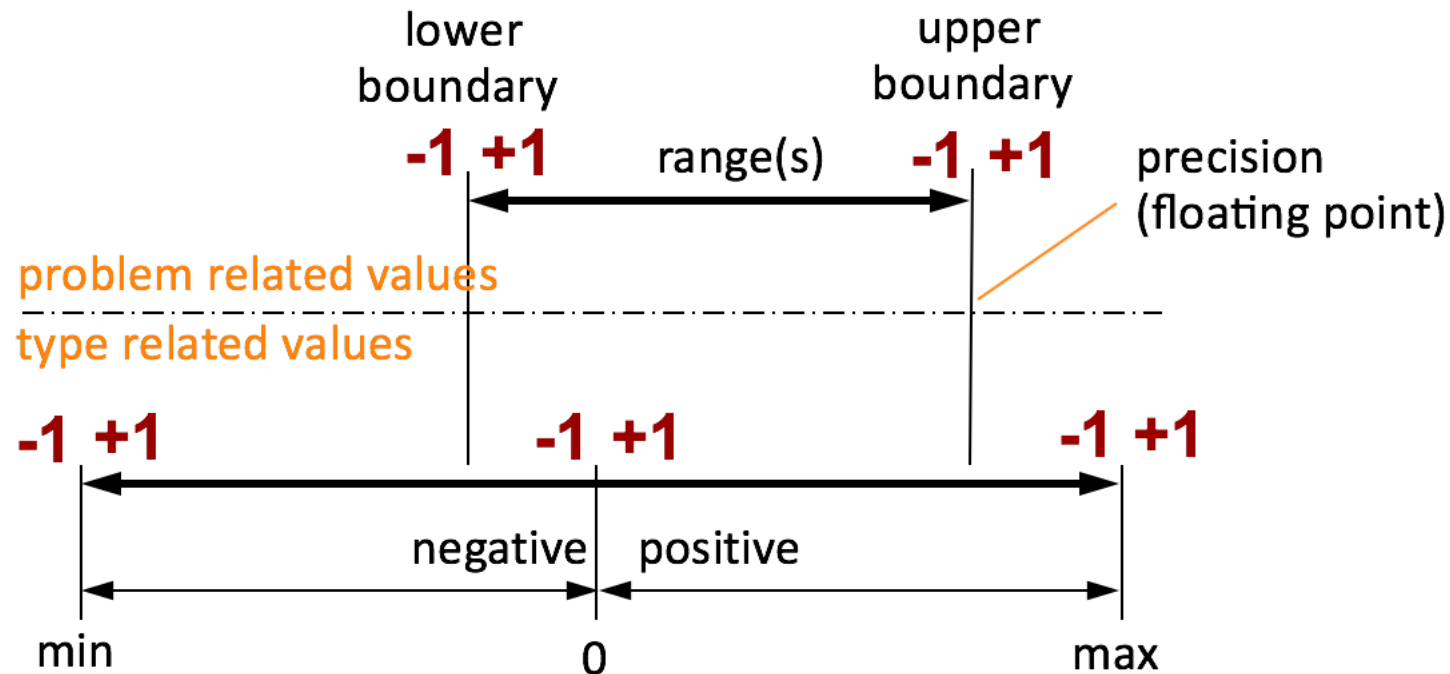 lower
boundary
upper
boundary
-1 +1
range(s)
-1 +1
precision
(floating point)
problem related values
type related values
-1 +1
-1 +1
-1 +1
negative
positive
min
0
max